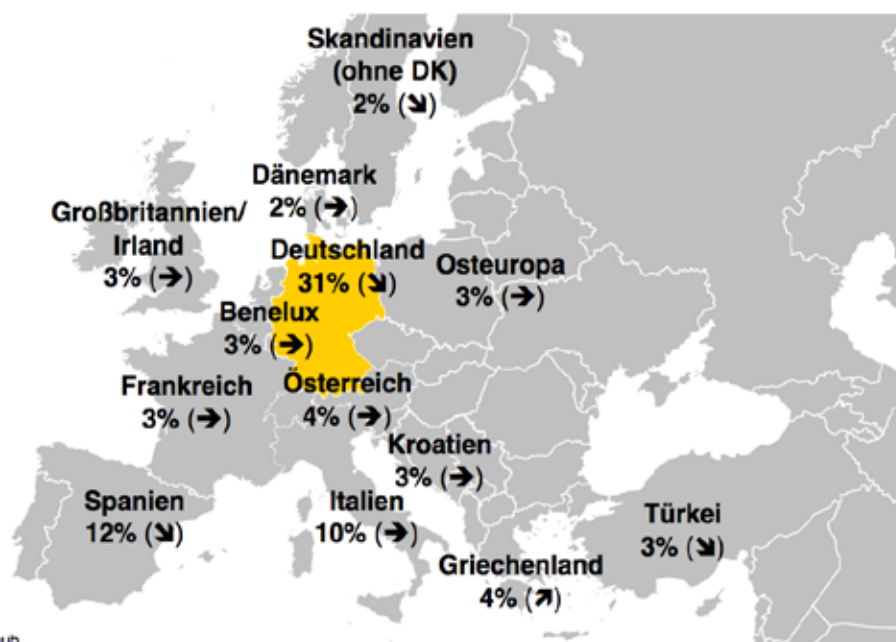 Skandinavien
(ohne DK)
2% (➘)
Dänemark
2% (➔)
Großbritannien/
Irland
3% (➔)
Deutschland
31% (➘)
Osteuropa
3% (➔)
Benelux
3% (➔)
Frankreich
3% (➔)
Österreich
4% (➔)
Kroatien
3% (➔)
Spanien
12% (➘)
Italien
10% (➔)
Türkei
3% (➘)
Griechenland
4% (➚)